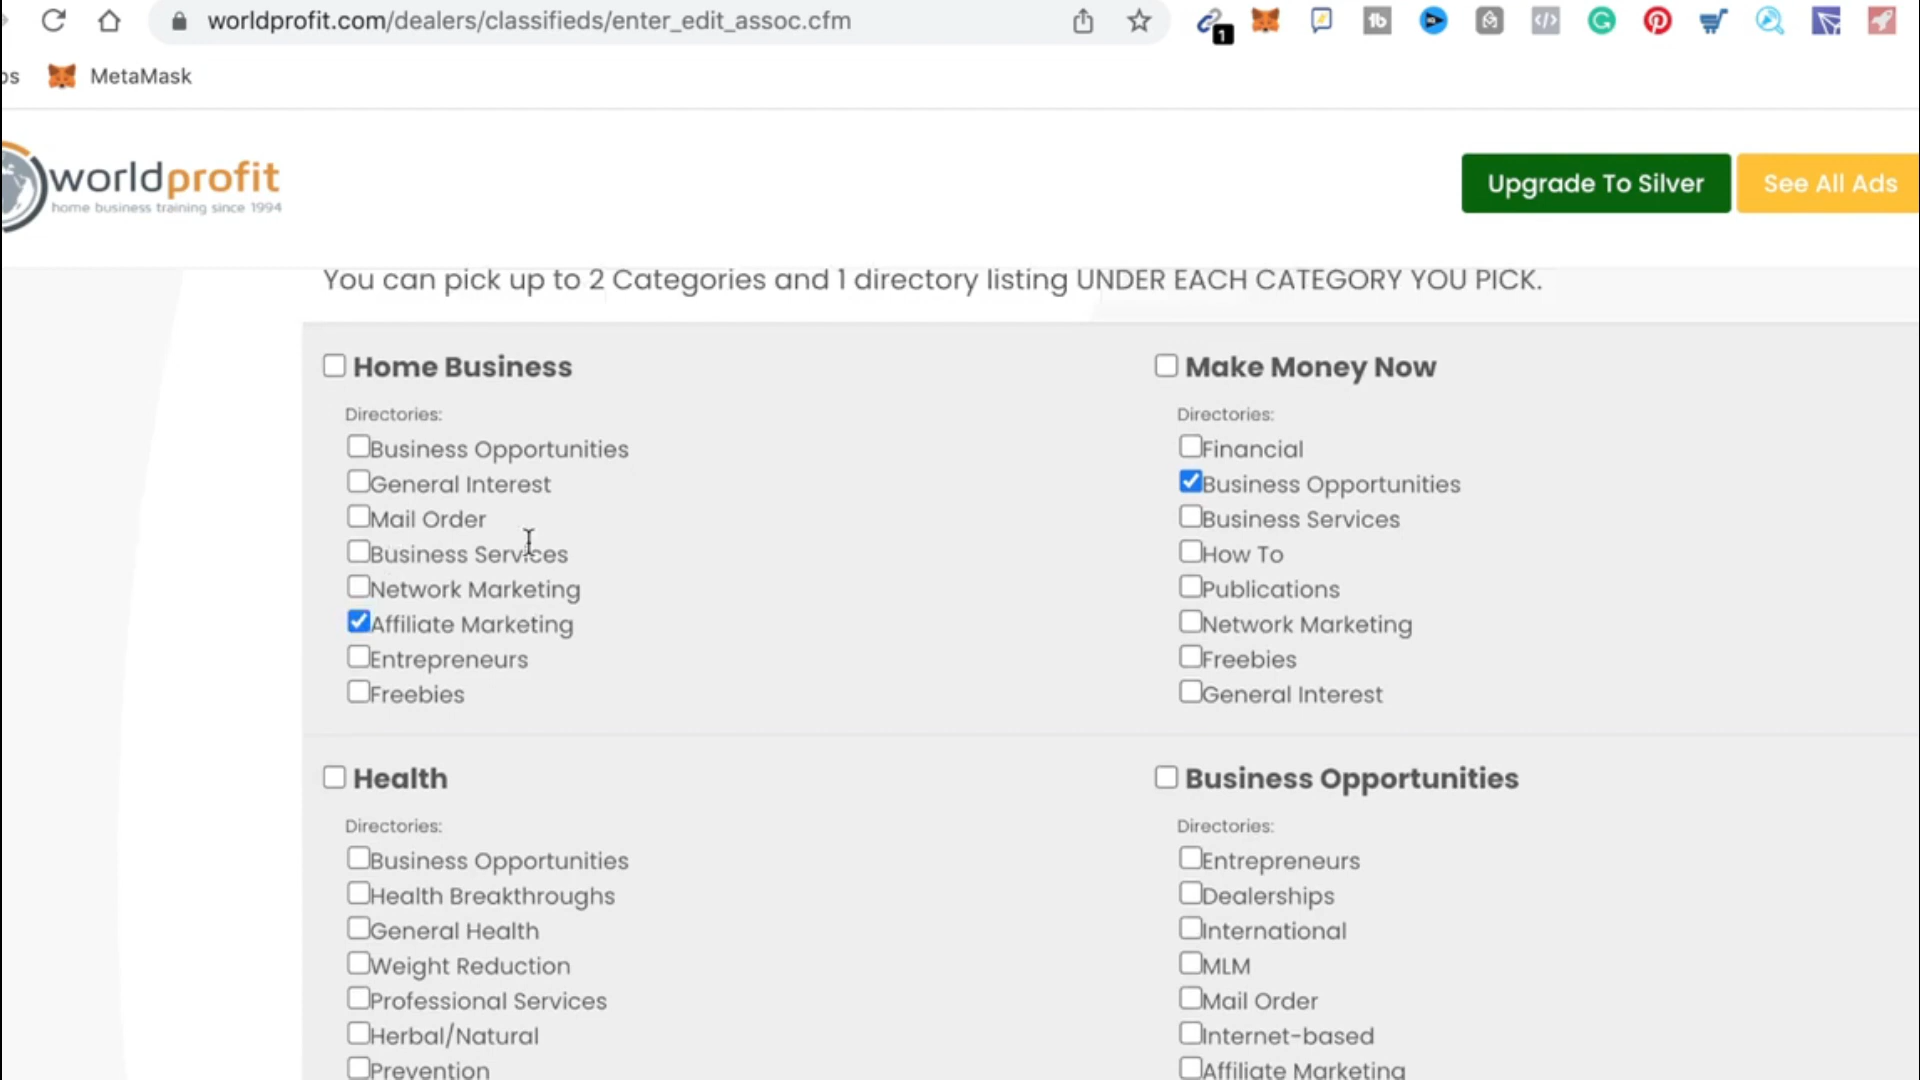 worldprofit.com/dealers/classifieds/enter_edit_assoc.cfm
1
tb
os
MetaMask
worldprofit
home business training since 1994
Upgrade To Silver
See All Ads
You can pick up to 2 Categories and 1 directory listing UNDER EACH CATEGORY YOU PICK.
Home Business
Directories:
Business Opportunities
General Interest
Mail Order
Business Services
Network Marketing
Affiliate Marketing
Entrepreneurs
Freebies
Make Money Now
Directories:
Financial
Business Opportunities
Business Services
How To
Publications
Network Marketing
Freebies
General Interest
Health
Directories:
Business Opportunities
Health Breakthroughs
General Health
Weight Reduction
Professional Services
Herbal/Natural
Prevention
Business Opportunities
Directories:
Entrepreneurs
Dealerships
International
MLM
Mail Order
Internet-based
Affiliate Marketing